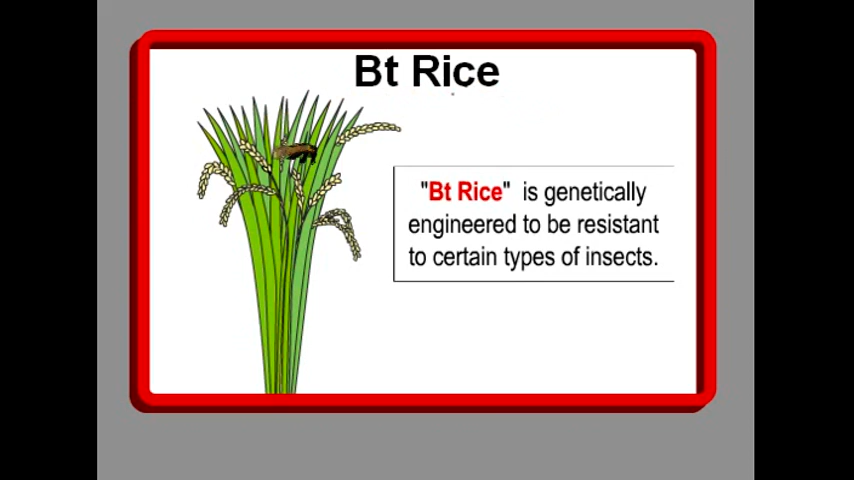 Bt Rice
"Bt Rice" is genetically
engineered to be resistant
to certain types of insects.